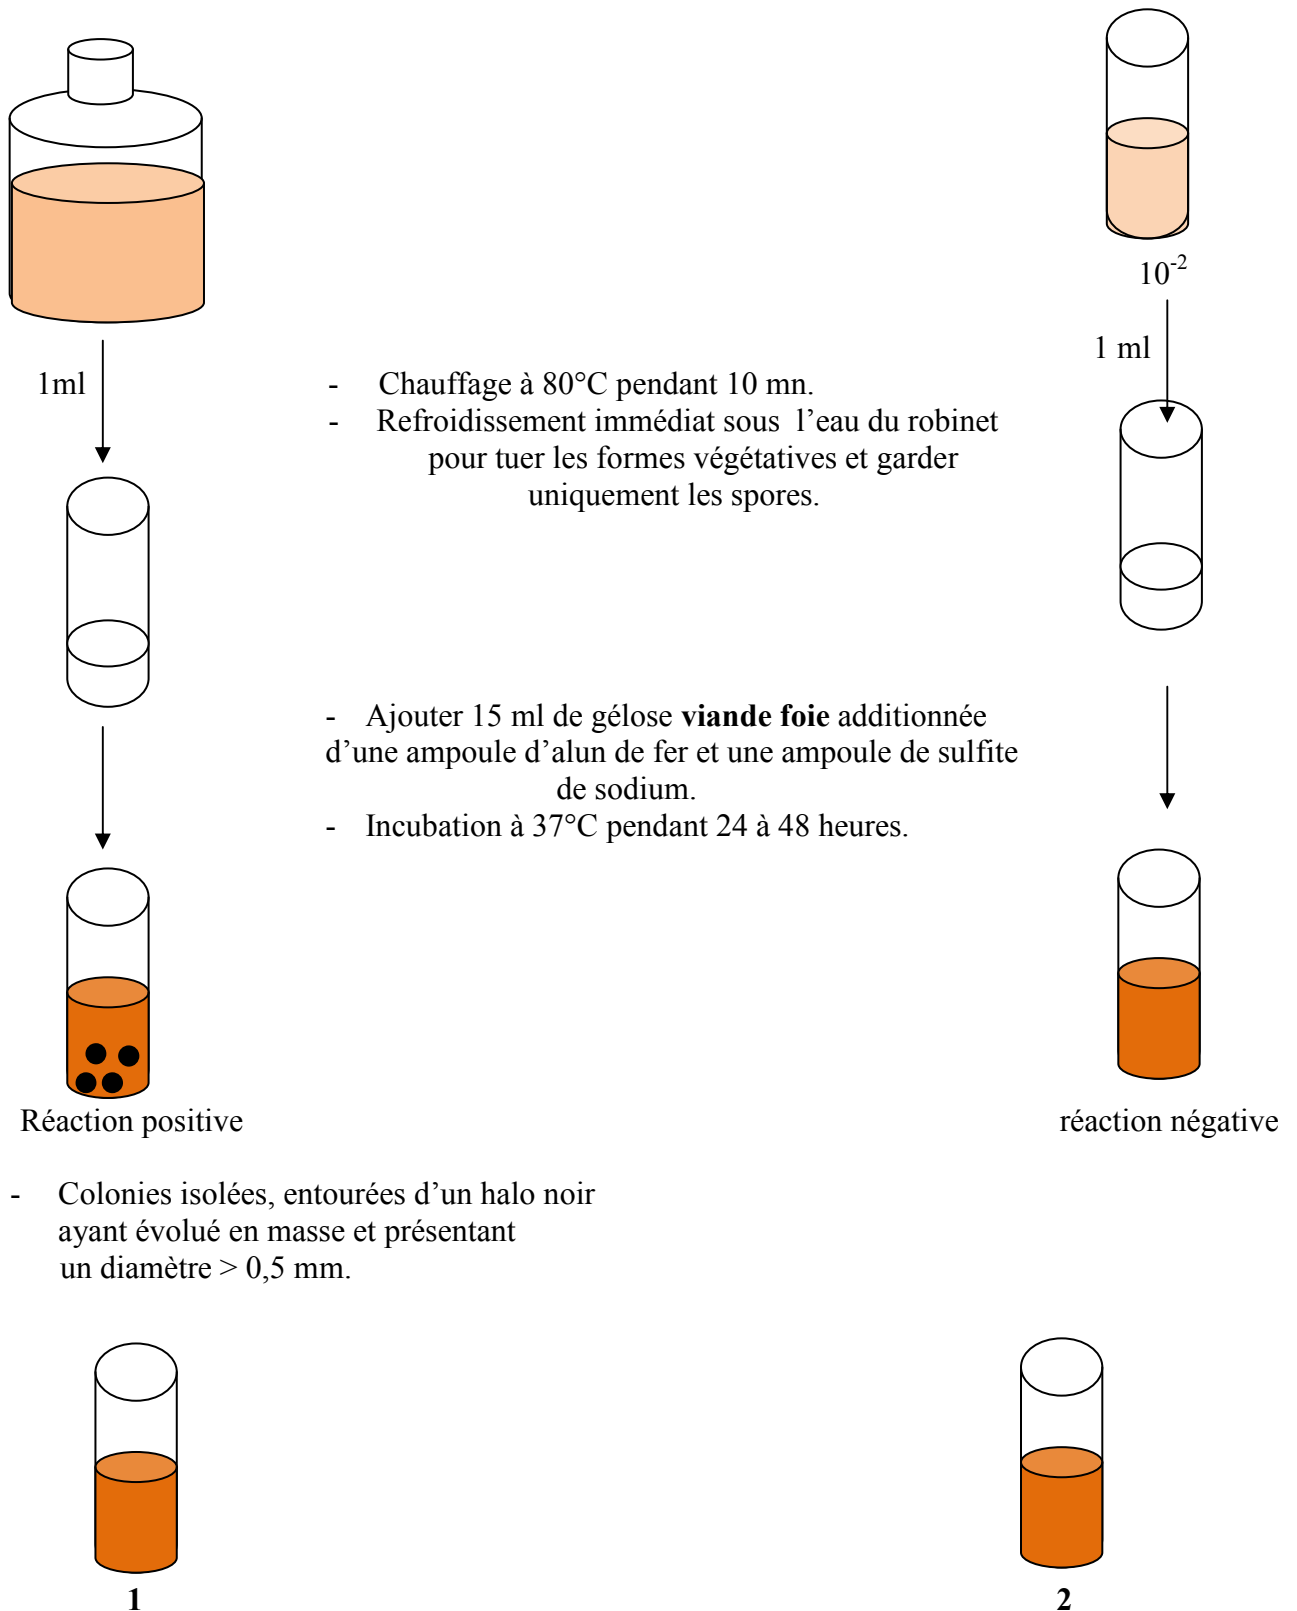 10-2
1 ml
1ml
- Chauffage à 80°C pendant 10 mn.
- Refroidissement immédiat sous l’eau du robinet
pour tuer les formes végétatives et garder
uniquement les spores.
- Ajouter 15 ml de gélose viande foie additionnée
d’une ampoule d’alun de fer et une ampoule de sulfite
de sodium.
- Incubation à 37°C pendant 24 à 48 heures.
Réaction positive
réaction négative
- Colonies isolées, entourées d’un halo noir
ayant évolué en masse et présentant
un diamètre > 0,5 mm.
1
2